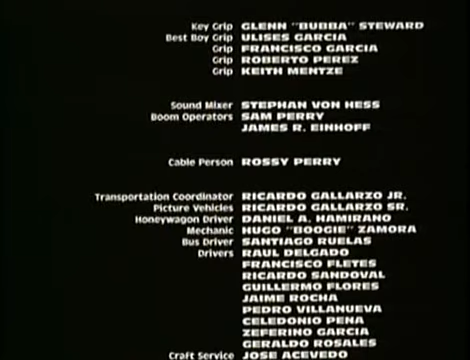 Key Grip GLENN "BUBBA" STEWARD
Best Boy Grip ULISES GARCIA
Grip FRANCISCO GARCIA
Grip ROBERTO PEREZ
Grip KEITH MENTZE
Sound Mixer STEPHAN VON HESS
Boom Operators SAM PERRY
JAMES R. EINHOFF
Cable Person ROSSY PERRY
Transportation Coordinator RICARDO GALLARZO JR.
Picture Vehicles RICARDO GALLARZO SR.
Honeywagon Driver DANIEL A. HAMIRANO
Mechanic HUGO "BOOGIE" ZAMORA
Bus Driver SANTIAGO RUELAS
Drivers RAUL DELGADO
FRANCISCO FLETES
RICARDO SANDOVAL
GUILLERMO FLORES
JAIME ROCHA
PEDRO VILLANUEVA
CELEDONIO PENA
ZEFERINO GARCIA
GERALDO ROSALES
Craft Service JOSE ACEVEDO